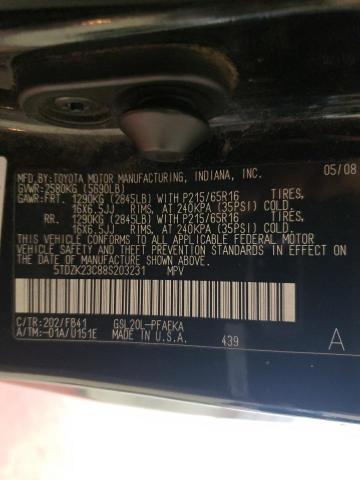 MFD.BY:TOYOTA MOTOR MANUFACTURING, INDIANA, INC. 05/08
GVWR:2580KG (5690LB)
GAWR:FRT. 1290KG (2845LB) WITH P215/65R16 TIRES,
16X6.5JJ RIMS, AT 240KPA (35PSI) COLD.
RR. 1290KG (2845LB) WITH P215/65R16 TIRES,
16X6.5JJ RIMS, AT 240KPA (35PSI) COLD.
THIS VEHICLE CONFORMS TO ALL APPLICABLE FEDERAL MOTOR
VEHICLE SAFETY,BUMPER,AND THEFT PREVENTION STANDARDS IN EFFECT ON THE
DATE OF MANUFACTURE SHOWN ABOVE.
5TDZK23C88S203231 MPV
C/TR:202/FB41 GSL20L-PFAEKA
A/TM:-01A/U151E MADE IN U.S.A. 439 A